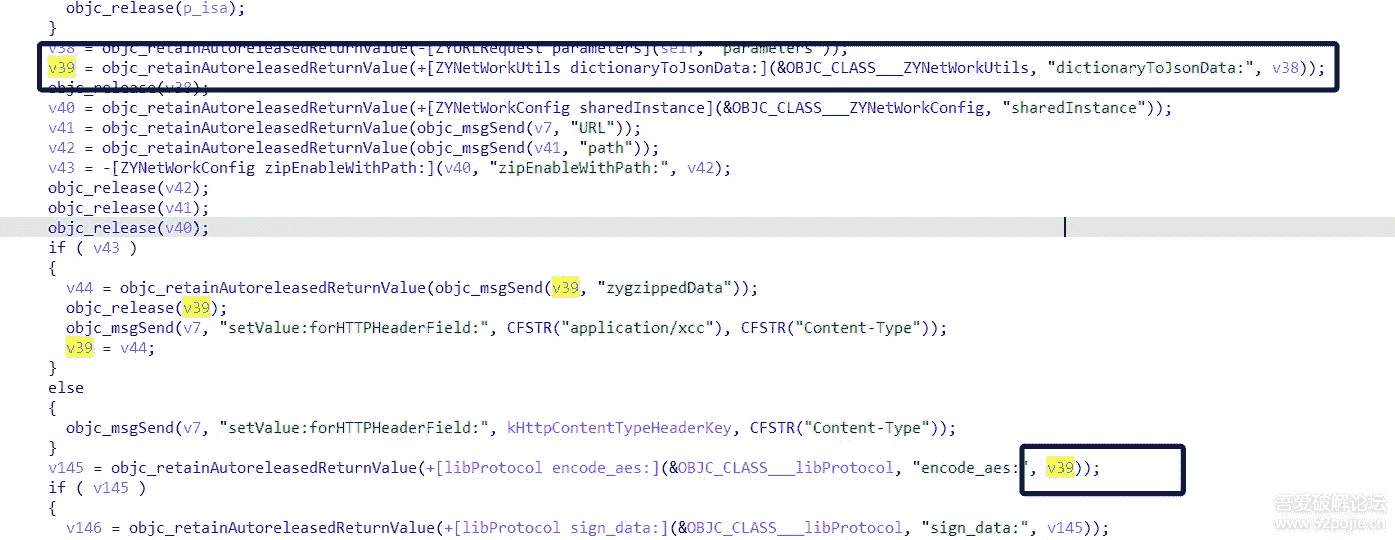 objc_release(p_isa);
}
v38 = objc_retainAutoreleasedReturnValue(-[ZYURLRequest parameters](self, "parameters"));
v39 = objc_retainAutoreleasedReturnValue(+[ZYNetWorkUtils dictionaryToJsonData:](&OBJC_CLASS___ZYNetWorkUtils, "dictionaryToJsonData:", v38));
objc_release(v38);
v40 = objc_retainAutoreleasedReturnValue(+[ZYNetWorkConfig sharedInstance](&OBJC_CLASS___ZYNetWorkConfig, "sharedInstance"));
v41 = objc_retainAutoreleasedReturnValue(objc_msgSend(v7, "URL"));
v42 = objc_retainAutoreleasedReturnValue(objc_msgSend(v41, "path"));
v43 = -[ZYNetWorkConfig zipEnableWithPath:](v40, "zipEnableWithPath:", v42);
objc_release(v42);
objc_release(v41);
objc_release(v40);
if ( v43 )
{
v44 = objc_retainAutoreleasedReturnValue(objc_msgSend(v39, "zygzippedData"));
objc_release(v39);
objc_msgSend(v7, "setValue:forHTTPHeaderField:", CFSTR("application/xcc"), CFSTR("Content-Type"));
v39 = v44;
}
else
{
objc_msgSend(v7, "setValue:forHTTPHeaderField:", kHttpContentTypeHeaderKey, CFSTR("Content-Type"));
}
v145 = objc_retainAutoreleasedReturnValue(+[libProtocol encode_aes:](&OBJC_CLASS___libProtocol, "encode_aes:", v39));
if ( v145 )
{
v146 = objc_retainAutoreleasedReturnValue(+[libProtocol sign_data:](&OBJC_CLASS___libProtocol, "sign_data:", v145));
吾爱破解论坛
www.52pojie.cn